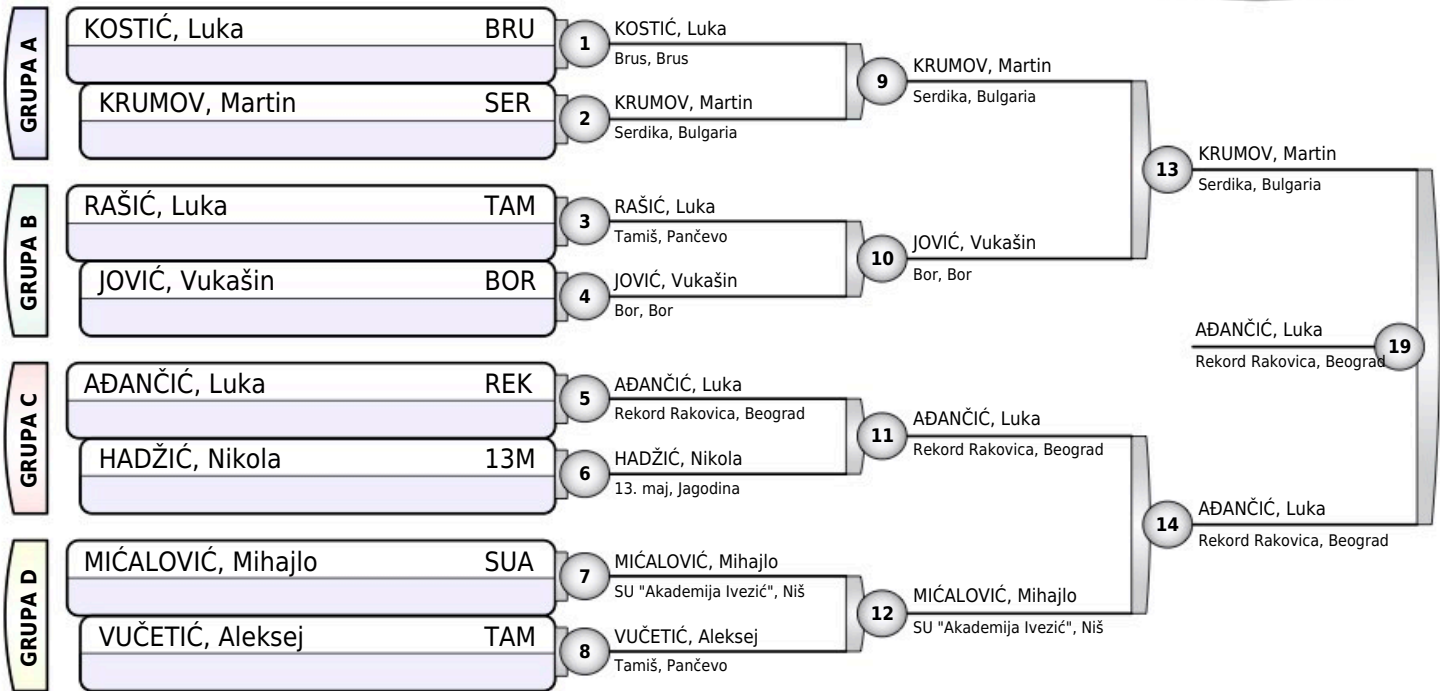 GRUPA A
KOSTIĆ, Luka BRU
KRUMOV, Martin SER
1
KOSTIĆ, Luka
Brus, Brus
2
KRUMOV, Martin
Serdika, Bulgaria
9
KRUMOV, Martin
Serdika, Bulgaria
GRUPA B
RAŠIĆ, Luka TAM
JOVIĆ, Vukašin BOR
3
RAŠIĆ, Luka
Tamiš, Pančevo
4
JOVIĆ, Vukašin
Bor, Bor
10
JOVIĆ, Vukašin
Bor, Bor
13
KRUMOV, Martin
Serdika, Bulgaria
GRUPA C
AĐANČIĆ, Luka REK
HADŽIĆ, Nikola 13M
5
AĐANČIĆ, Luka
Rekord Rakovica, Beograd
6
HADŽIĆ, Nikola
13. maj, Jagodina
11
AĐANČIĆ, Luka
Rekord Rakovica, Beograd
GRUPA D
MIĆALOVIĆ, Mihajlo SUA
VUČETIĆ, Aleksej TAM
7
MIĆALOVIĆ, Mihajlo
SU "Akademija Ivezić", Niš
8
VUČETIĆ, Aleksej
Tamiš, Pančevo
12
MIĆALOVIĆ, Mihajlo
SU "Akademija Ivezić", Niš
14
AĐANČIĆ, Luka
Rekord Rakovica, Beograd
AĐANČIĆ, Luka
Rekord Rakovica, Beograd
19